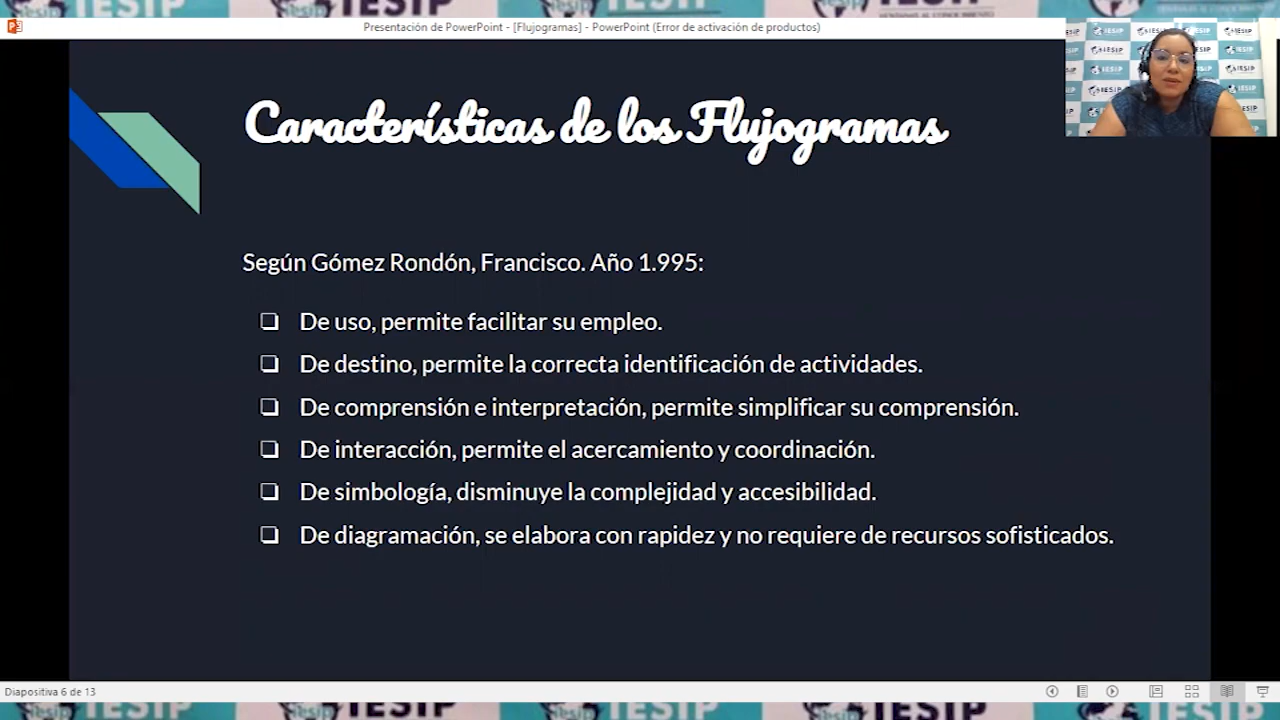 Presentación de PowerPoint - [Flujogramas] - PowerPoint (Error de activación de productos)
Características de los Flujogramas
Según Gómez Rondón, Francisco. Año 1.995:
De uso, permite facilitar su empleo.
De destino, permite la correcta identificación de actividades.
De comprensión e interpretación, permite simplificar su comprensión.
De interacción, permite el acercamiento y coordinación.
De simbología, disminuye la complejidad y accesibilidad.
De diagramación, se elabora con rapidez y no requiere de recursos sofisticados.
Diapositiva 6 de 13